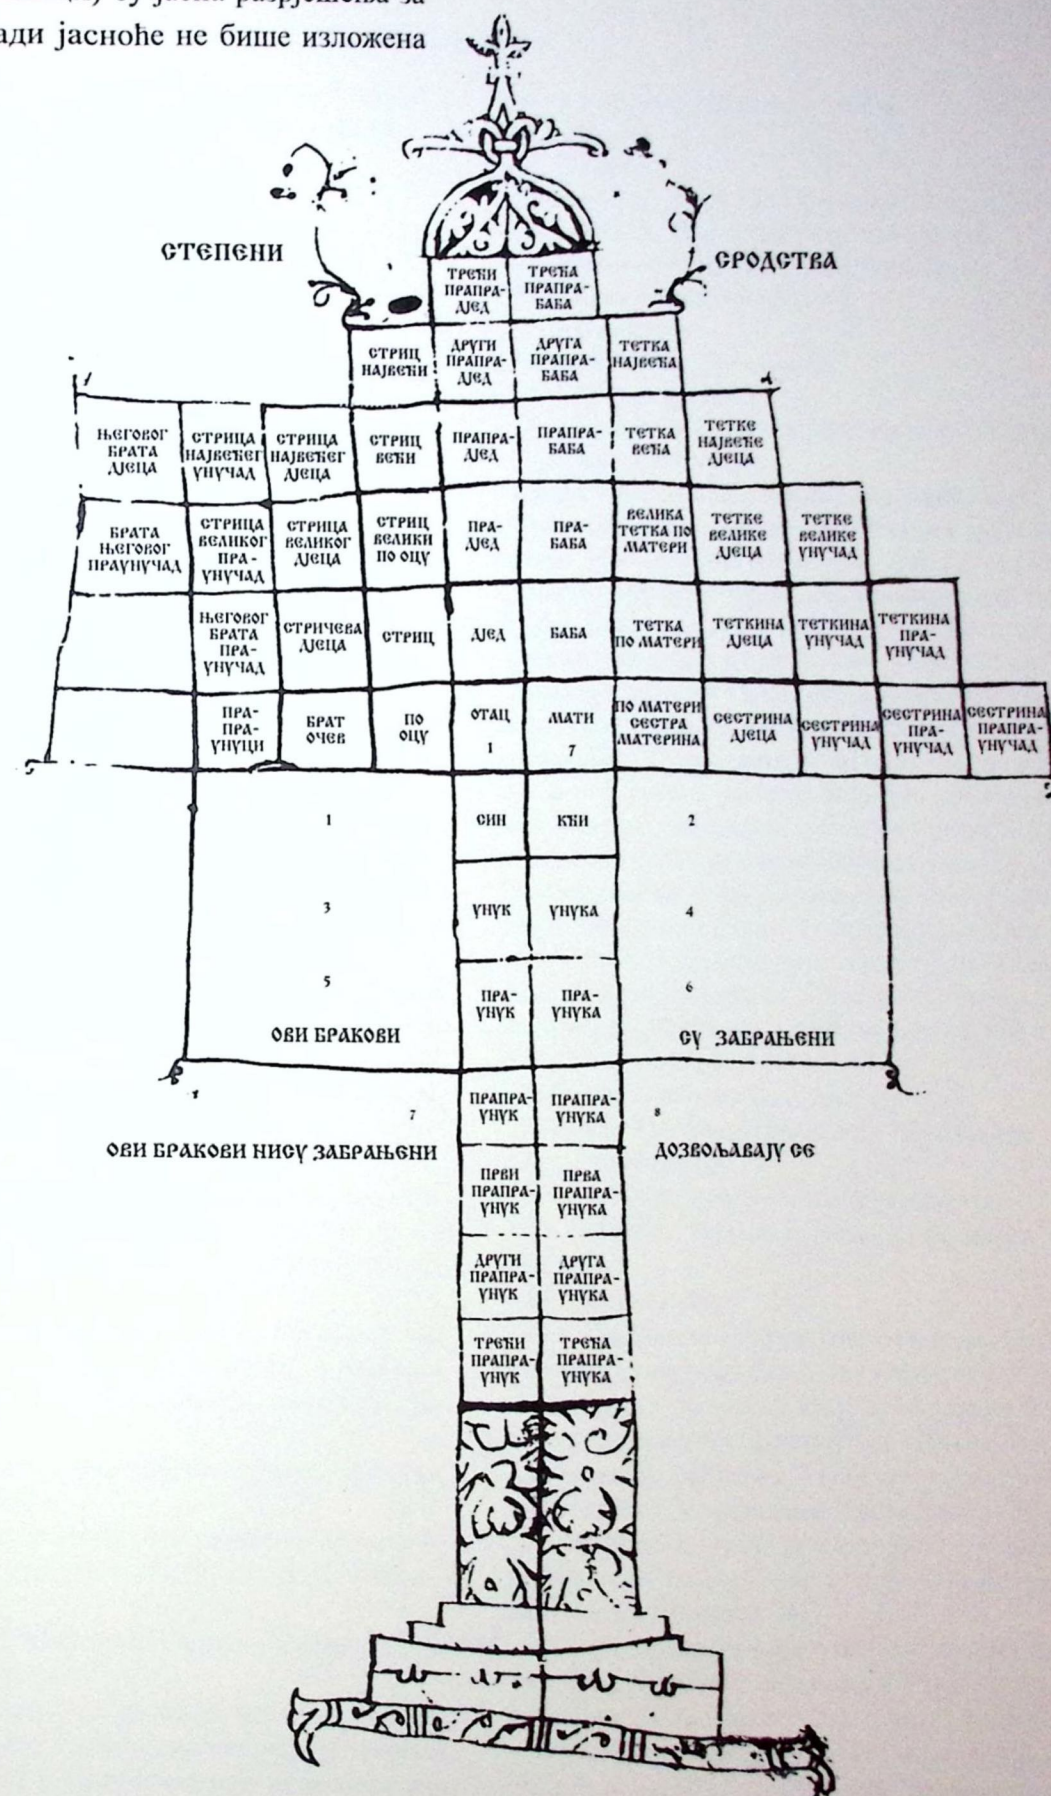 ади јасноће не бише изложена
СТЕПЕНИ
СРОДСТВА
ТРЕЋИ
ПРАПРА-
ДЈЕД
ТРЕЋА
ПРАПРА-
БАБА
СТРИЦ
НАЈВЕЋИ
ДРУГИ
ПРАПРА-
ДЈЕД
ДРУГА
ПРАПРА-
БАБА
ТЕТКА
НАЈВЕЋА
ЊЕГОВОГ
БРАТА
ДЈЕЦА
СТРИЦА
НАЈВЕЋЕГ
УНУЧАД
СТРИЦА
НАЈВЕЋЕГ
ДЈЕЦА
СТРИЦ
ВЕЋИ
ПРАПРА-
ДЈЕД
ПРАПРА-
БАБА
ТЕТКА
ВЕЋА
ТЕТКЕ
НАЈВЕЋЕ
ДЈЕЦА
БРАТА
ЊЕГОВОГ
ПРАУНУЧАД
СТРИЦА
ВЕЛИКОГ
ПРА-
УНУЧАД
СТРИЦА
ВЕЛИКОГ
ДЈЕЦА
СТРИЦ
ВЕЛИКИ
ПО ОЦУ
ПРА-
ДЈЕД
ПРА-
БАБА
ВЕЛИКА
ТЕТКА ПО
МАТЕРИ
ТЕТКЕ
ВЕЛИКЕ
ДЈЕЦА
ТЕТКЕ
ВЕЛИКЕ
УНУЧАД
ЊЕГОВОГ
БРАТА
ПРА-
УНУЧАД
СТРИЧЕВА
ДЈЕЦА
СТРИЦ
ДЈЕД
БАБА
ТЕТКА
ПО МАТЕРИ
ТЕТКИНА
ДЈЕЦА
ТЕТКИНА
УНУЧАД
ТЕТКИНА
ПРА-
УНУЧАД
ПРА-
ПРА-
УНУЦИ
БРАТ
ОЧЕВ
ПО
ОЦУ
ОТАЦ
1
МАТИ
7
ПО МАТЕРИ
СЕСТРА
МАТЕРИНА
СЕСТРИНА
ДЈЕЦА
СЕСТРИНА
УНУЧАД
СЕСТРИНА
ПРА-
УНУЧАД
СЕСТРИНА
ПРАПРА-
УНУЧАД
1
СИН
КЋИ
2
3
УНУК
УНУКА
4
5
ПРА-
УНУК
ПРА-
УНУКА
6
ОВИ БРАКОВИ
СУ ЗАБРАЊЕНИ
7
ПРАПРА-
УНУК
ПРАПРА-
УНУКА
8
ОВИ БРАКОВИ НИСУ ЗАБРАЊЕНИ
ДОЗВОЉАВАЈУ СЕ
ПРВИ
ПРАПРА-
УНУК
ПРВА
ПРАПРА-
УНУКА
ДРУГИ
ПРАПРА-
УНУК
ДРУГА
ПРАПРА-
УНУКА
ТРЕЋИ
ПРАПРА-
УНУК
ТРЕЋА
ПРАПРА-
УНУКА